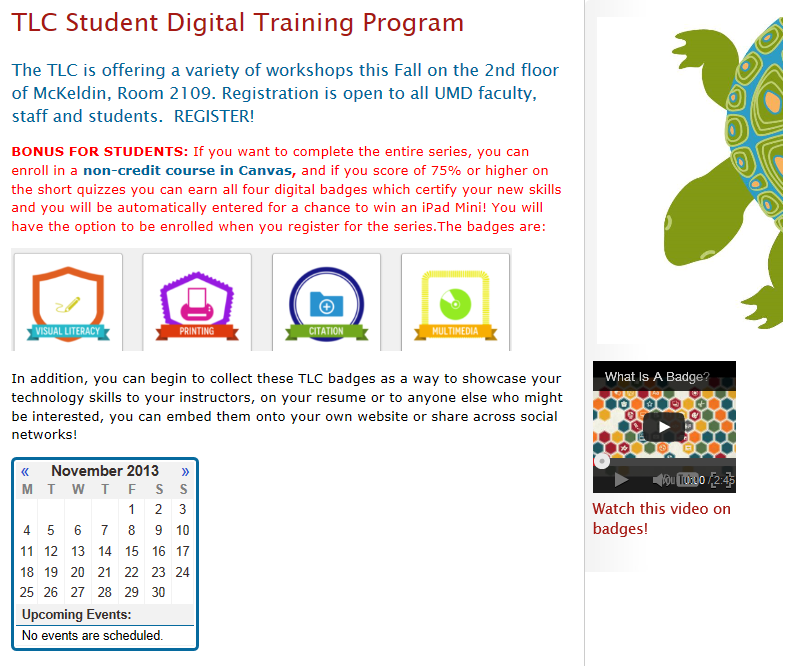 TLC Student Digital Training Program
The TLC is offering a variety of workshops this Fall on the 2nd floor
of McKeldin, Room 2109. Registration is open to all UMD faculty,
staff and students.  REGISTER!
BONUS FOR STUDENTS: If you want to complete the entire series, you can
enroll in a non-credit course in Canvas, and if you score of 75% or higher on
the short quizzes you can earn all four digital badges which certify your new skills
and you will be automatically entered for a chance to win an iPad Mini! You will
have the option to be enrolled when you register for the series.The badges are:
VISUAL LITERACY
PRINTING
CITATION
MULTIMEDIA
In addition, you can begin to collect these TLC badges as a way to showcase your
technology skills to your instructors, on your resume or to anyone else who might
be interested, you can embed them onto your own website or share across social
networks!
« November 2013 »
M T W T F S S
1 2 3
4 5 6 7 8 9 10
11 12 13 14 15 16 17
18 19 20 21 22 23 24
25 26 27 28 29 30
Upcoming Events:
No events are scheduled.
What Is A Badge?
0:00 / 2:45
Watch this video on
badges!